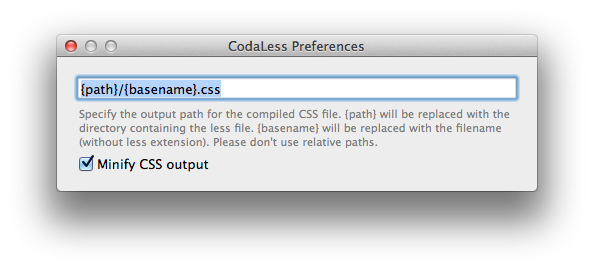 CodaLess Preferences
{path}/{basename}.css
Specify the output path for the compiled CSS file. {path} will be replaced with the
directory containing the less file. {basename} will be replaced with the filename
(without less extension). Please don't use relative paths.
Minify CSS output